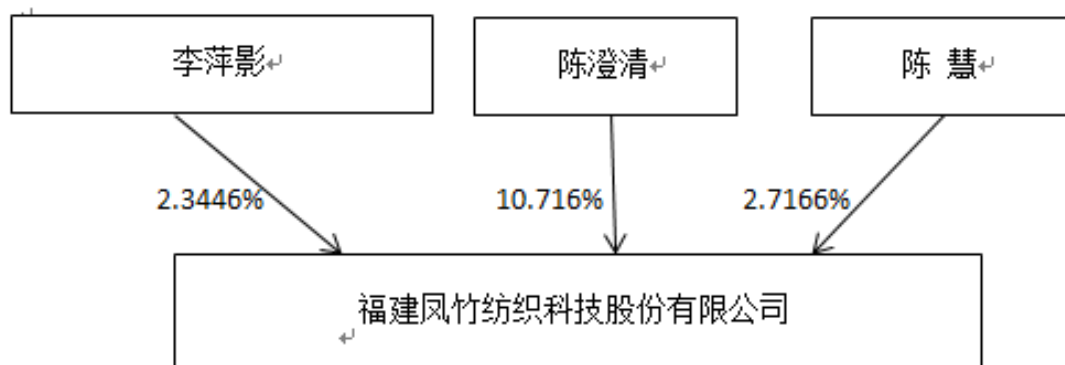 李萍影
陈澄清
陈 慧
2.3446%
10.716%
2.7166%
福建凤竹纺织科技股份有限公司